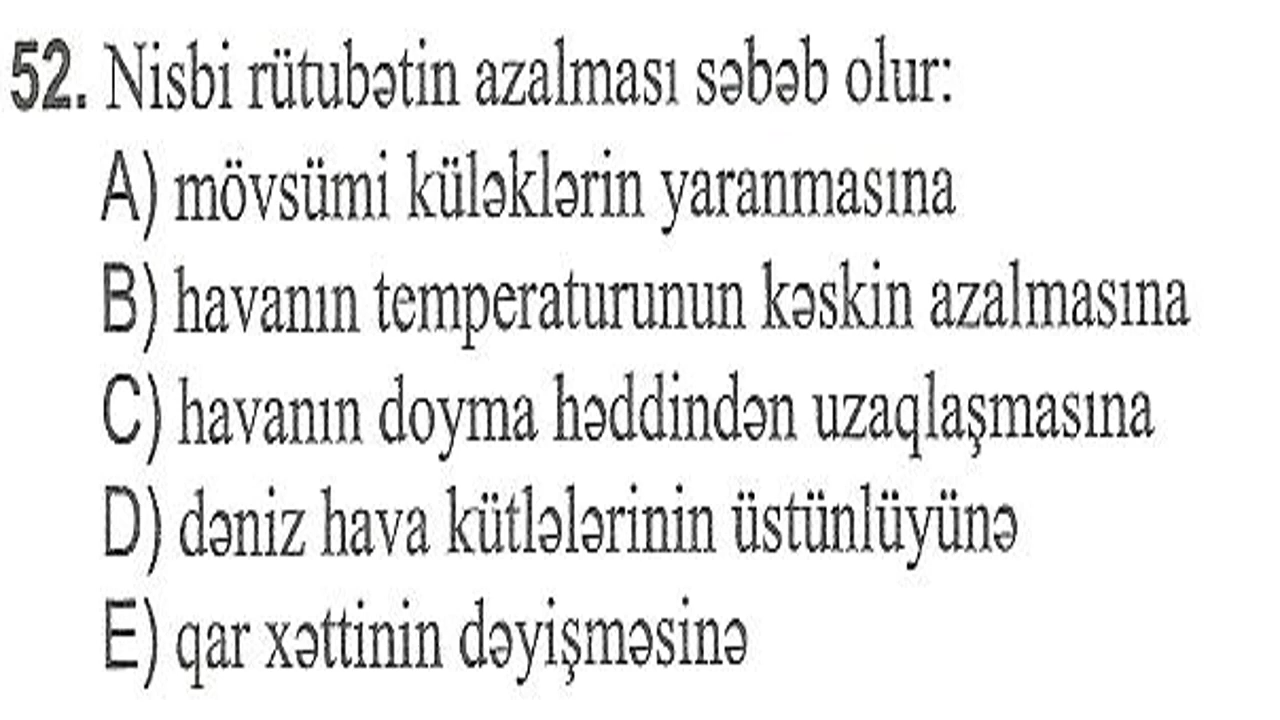 52. Nisbi rütubətin azalması səbəb olur:
A) mövsümi küləklərin yaranmasına
B) havanın temperaturunun kəskin azalmasına
C) havanın doyma həddindən uzaqlaşmasına
D) dəniz hava kütlələrinin üstünlüyünə
E) qar xəttinin dəyişməsinə